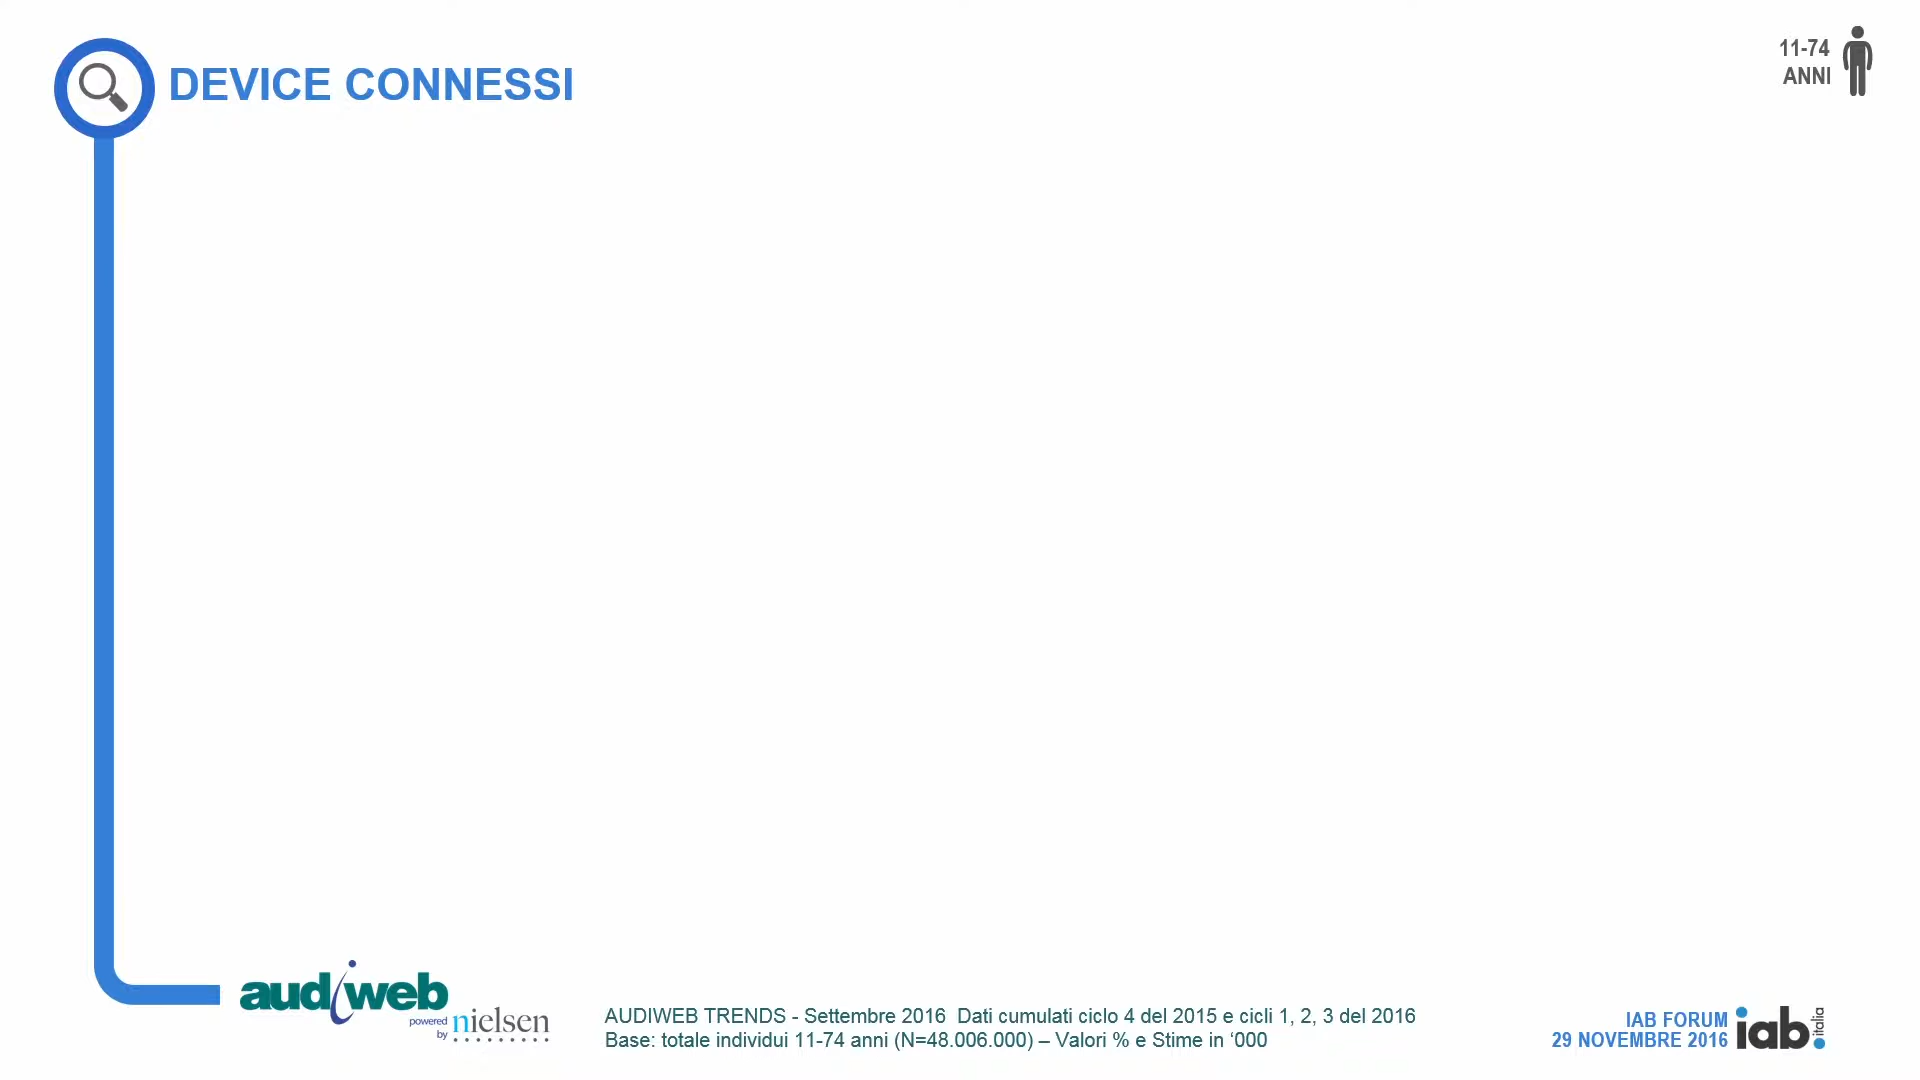 DEVICE CONNESSI
11-74
ANNI
audiweb
powered by nielsen
AUDIWEB TRENDS - Settembre 2016 Dati cumulati ciclo 4 del 2015 e cicli 1, 2, 3 del 2016
Base: totale individui 11-74 anni (N=48.006.000) – Valori % e Stime in ‘000
IAB FORUM
29 NOVEMBRE 2016
iab italia